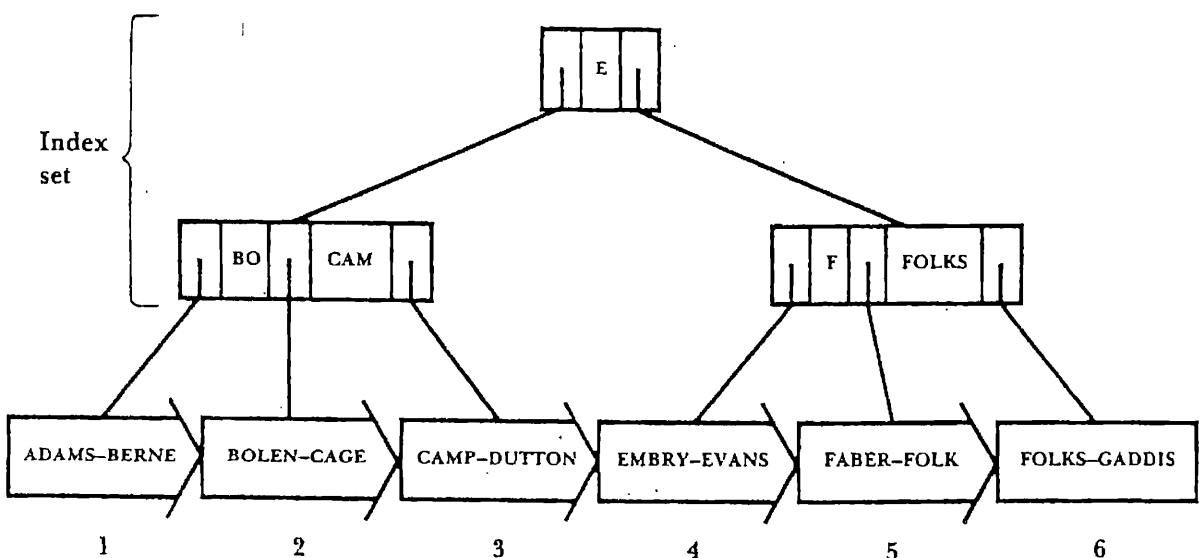 E
Index
set
BO CAM
F FOLKS
ADAMS–BERNE BOLEN–CAGE CAMP–DUTTON EMBRY–EVANS FABER–FOLK FOLKS–GADDIS
1 2 3 4 5 6